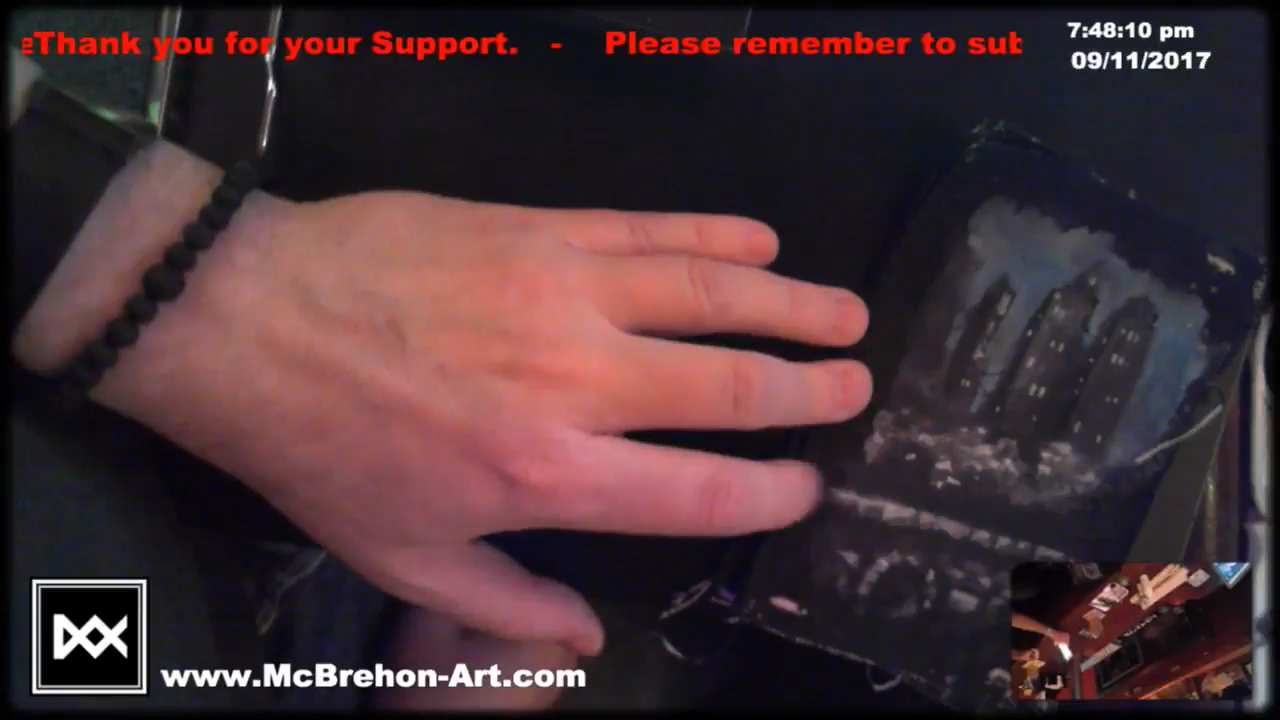 Thank you for your Support. - Please remember to sub
7:48:10 pm
09/11/2017
www.McBrehon-Art.com